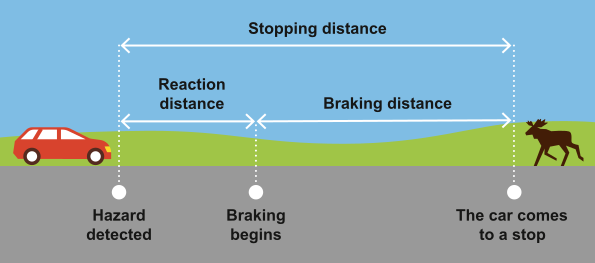 Stopping distance
Reaction
distance
Braking distance
Hazard
detected
Braking
begins
The car comes
to a stop